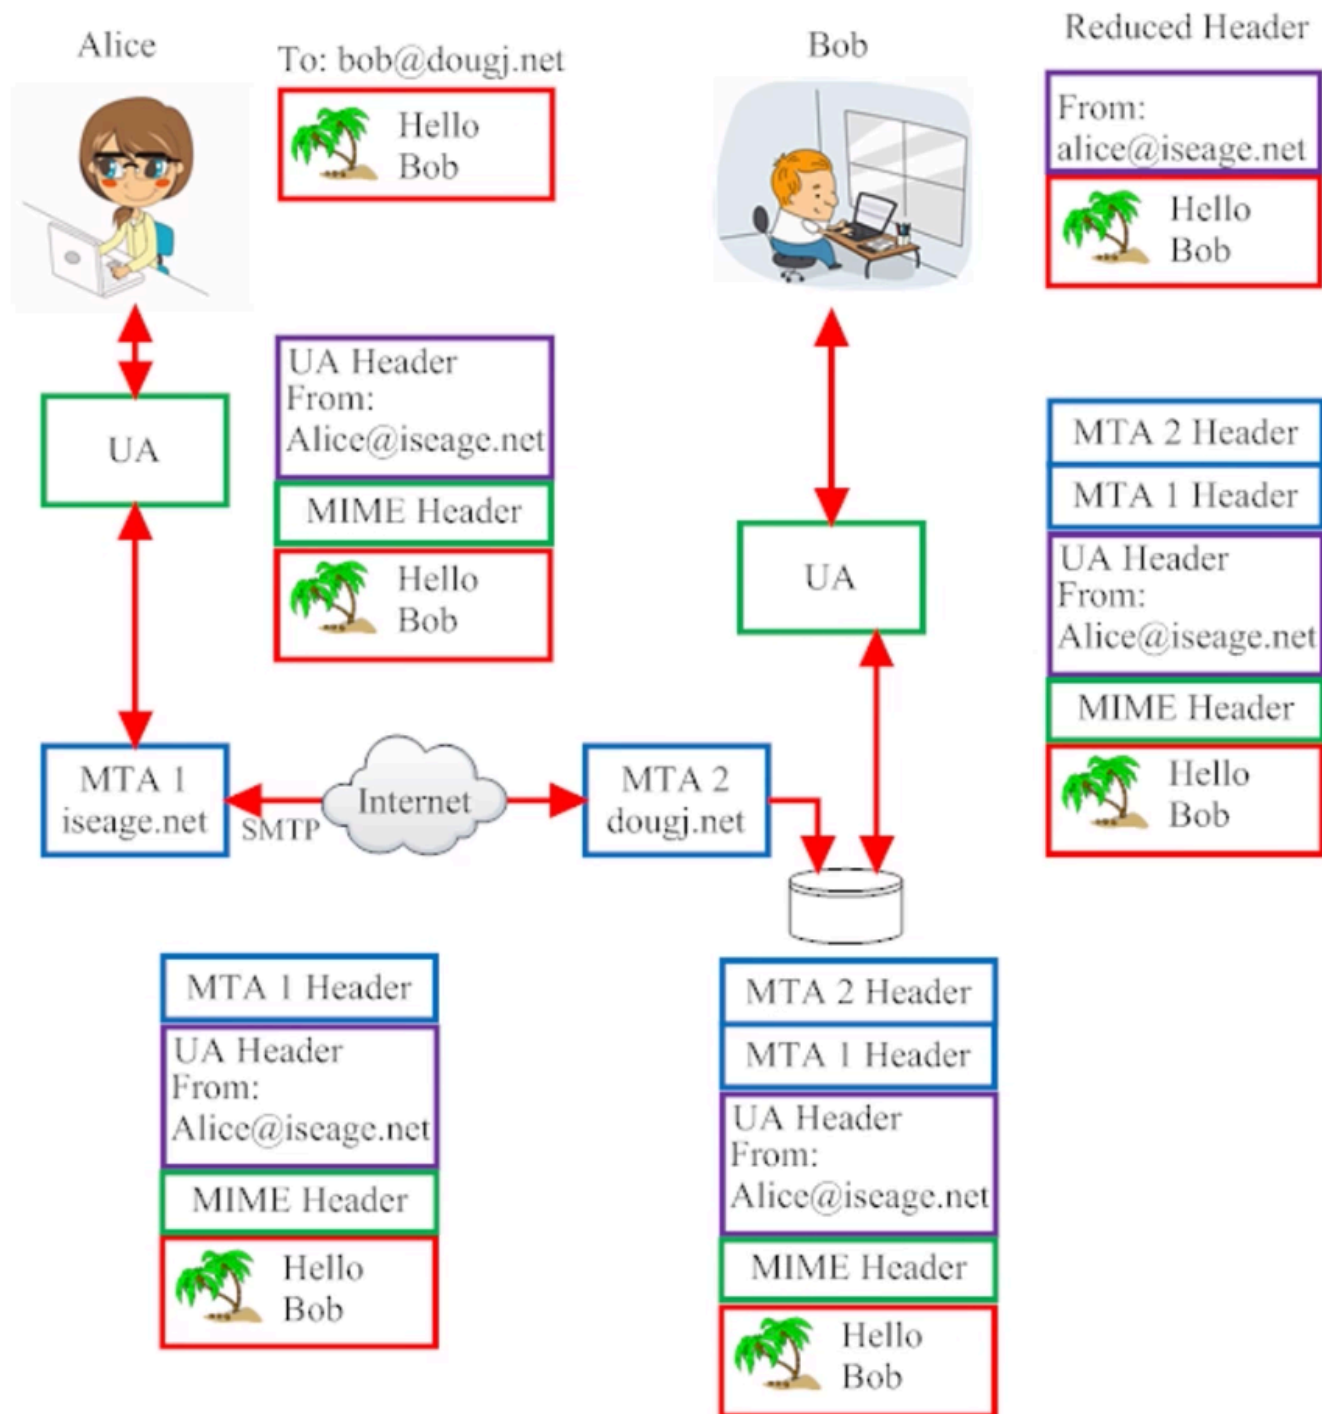 Alice
To: bob@dougj.net
Hello
Bob
Bob
Reduced Header
From:
alice@iseage.net
Hello
Bob
UA
UA Header
From:
Alice@iseage.net
MIME Header
Hello
Bob
UA
MTA 2 Header
MTA 1 Header
UA Header
From:
Alice@iseage.net
MIME Header
Hello
Bob
MTA 1
iseage.net
SMTP
Internet
MTA 2
dougj.net
MTA 1 Header
UA Header
From:
Alice@iseage.net
MIME Header
Hello
Bob
MTA 2 Header
MTA 1 Header
UA Header
From:
Alice@iseage.net
MIME Header
Hello
Bob